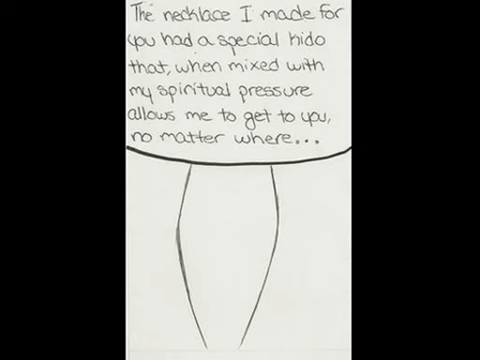 The necklace I made for
you had a special kido
that, when mixed with
my spiritual pressure
allows me to get to you,
no matter where...